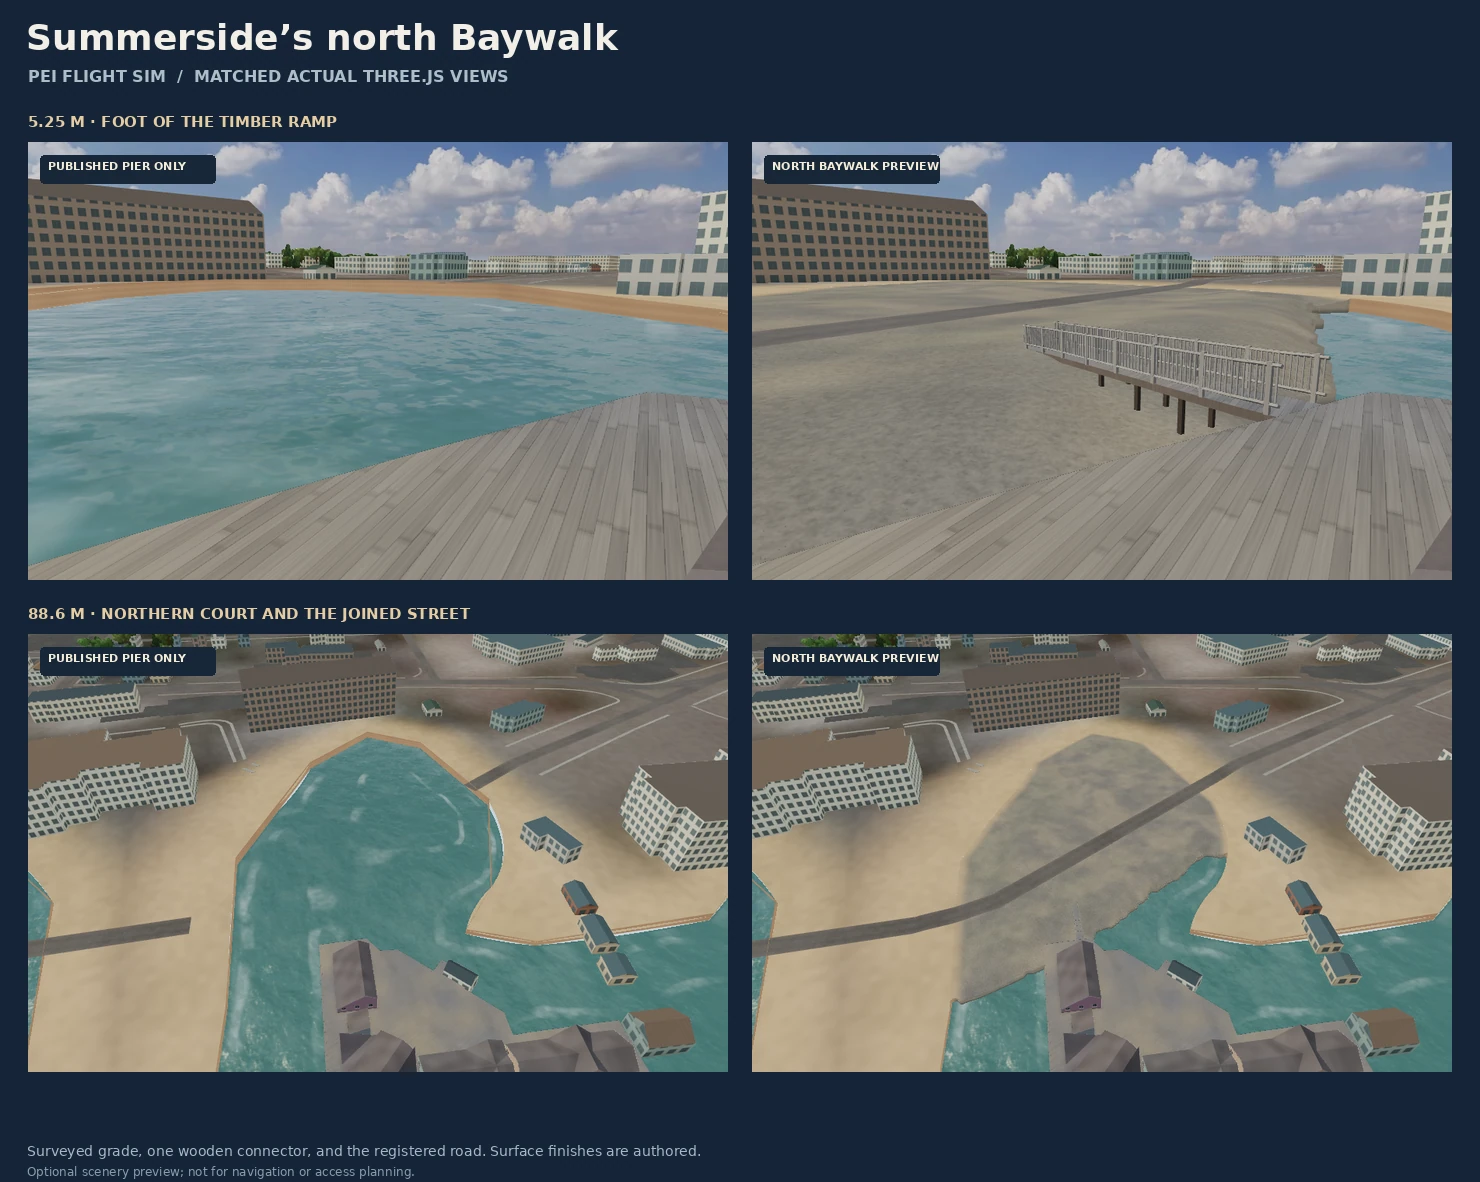 Summerside’s north Baywalk
PEI FLIGHT SIM / MATCHED ACTUAL THREE.JS VIEWS
5.25 M · FOOT OF THE TIMBER RAMP
PUBLISHED PIER ONLY
NORTH BAYWALK PREVIEW
88.6 M · NORTHERN COURT AND THE JOINED STREET
PUBLISHED PIER ONLY
NORTH BAYWALK PREVIEW
Surveyed grade, one wooden connector, and the registered road. Surface finishes are authored.
Optional scenery preview; not for navigation or access planning.